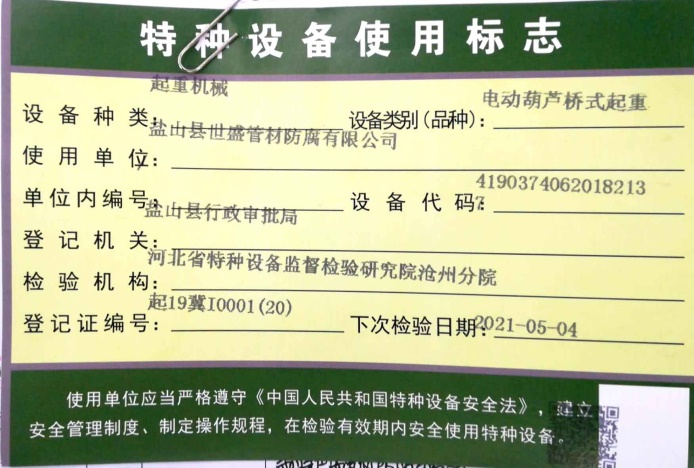 特种设备使用标志
起重机械
电动葫芦桥式起重
设备种类:
设备类别(品种):
盐山县世盛管材防腐有限公司
使用单位:
4190374062018213
单位内编号:
设备代码:
7
盐山县行政审批局
登记机关:
河北省特种设备监督检验研究院沧州分院
检验机构:
起19冀I0001(20)
登记证编号:
下次检验日期:
2021-05-04
使用单位应当严格遵守《中国人民共和国特种设备安全法》,建立
安全管理制度、制定操作规程,在检验有效期内安全使用特种设备。